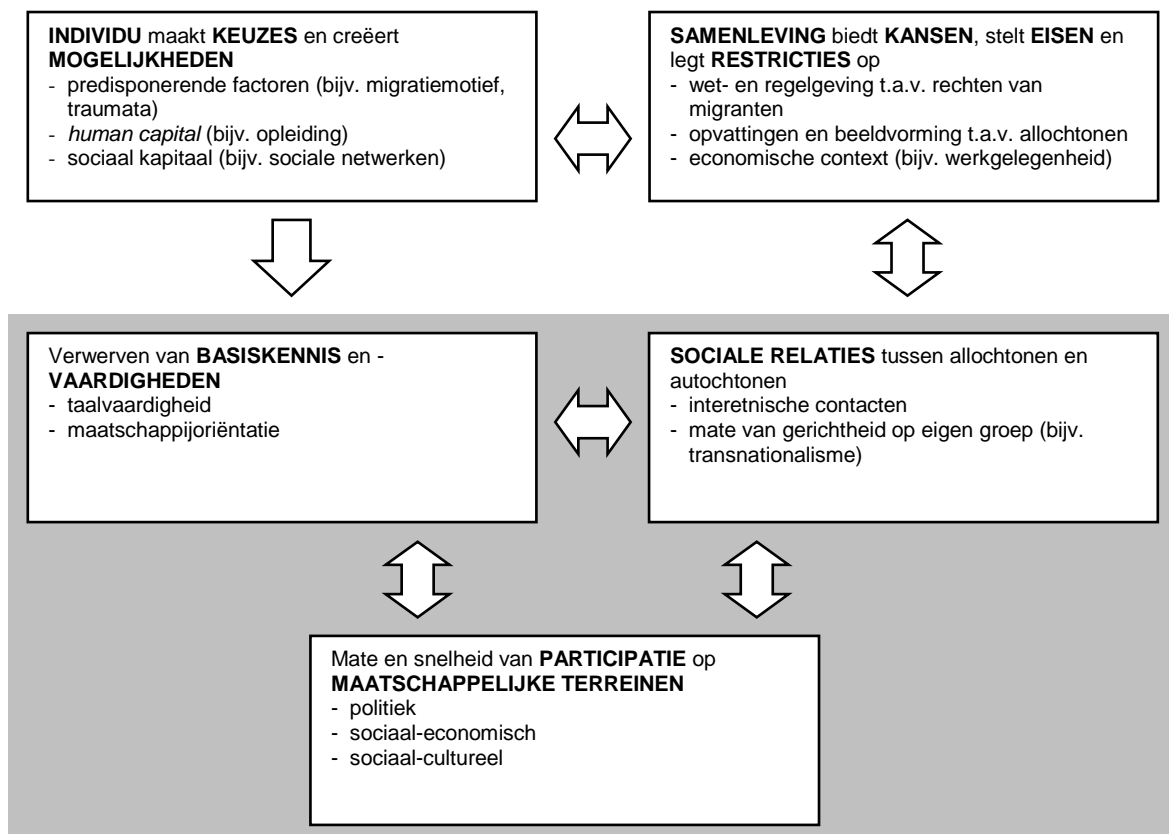 INDIVIDU maakt KEUZES en creëert
MOGELIJKHEDEN
- predisponerende factoren (bijv. migratiemotief,
traumata)
- human capital (bijv. opleiding)
- sociaal kapitaal (bijv. sociale netwerken)
SAMENLEVING biedt KANSEN, stelt EISEN en
legt RESTRICTIES op
- wet- en regelgeving t.a.v. rechten van
migranten
- opvattingen en beeldvorming t.a.v. allochtonen
- economische context (bijv. werkgelegenheid)
Verwerven van BASISKENNIS en -
VAARDIGHEDEN
- taalvaardigheid
- maatschappijoriëntatie
SOCIALE RELATIES tussen allochtonen en
autochtonen
- interetnische contacten
- mate van gerichtheid op eigen groep (bijv.
transnationalisme)
Mate en snelheid van PARTICIPATIE op
MAATSCHAPPELIJKE TERREINEN
- politiek
- sociaal-economisch
- sociaal-cultureel